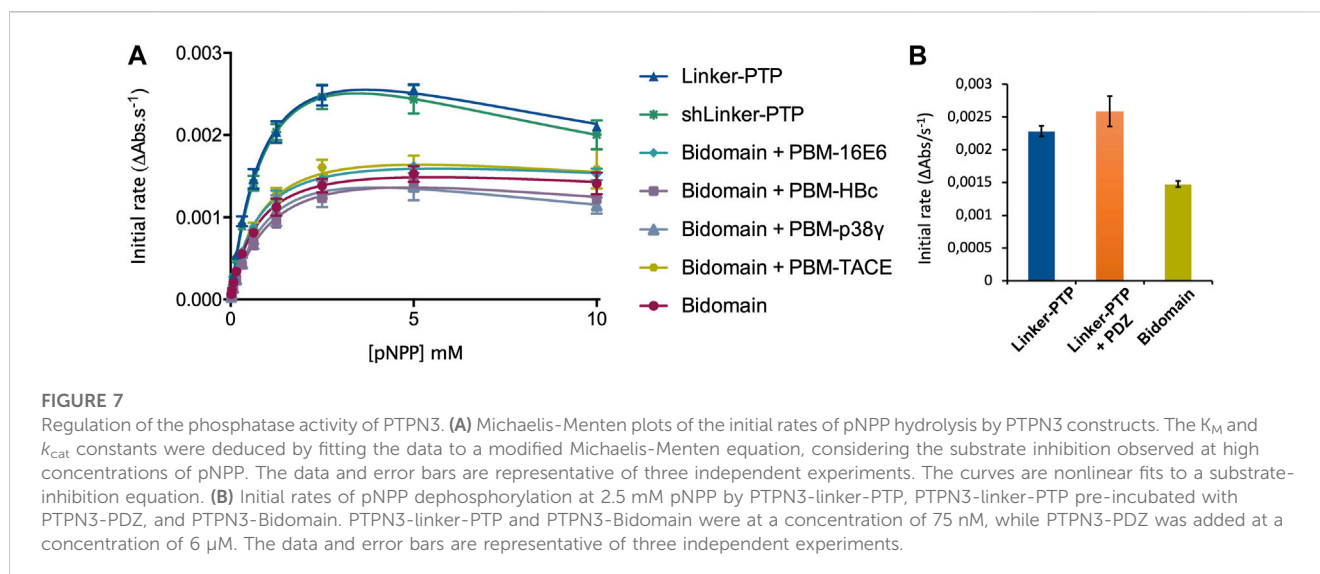 A
0.003
0.002
0.001
0.000
Initial rate (ΔAbs.s⁻¹)
0
5
10
[pNPP] mM
Linker-PTP
shLinker-PTP
Bidomain + PBM-16E6
Bidomain + PBM-HBc
Bidomain + PBM-p38γ
Bidomain + PBM-TACE
Bidomain
B
0,003
0,0025
0,002
0,0015
0,001
0,0005
0
Initial rate (ΔAbs/s⁻¹)
Linker-PTP
Linker-PTP
+ PDZ
Bidomain
FIGURE 7
Regulation of the phosphatase activity of PTPN3. (A) Michaelis-Menten plots of the initial rates of pNPP hydrolysis by PTPN3 constructs. The K_M and
k_cat constants were deduced by fitting the data to a modified Michaelis-Menten equation, considering the substrate inhibition observed at high
concentrations of pNPP. The data and error bars are representative of three independent experiments. The curves are nonlinear fits to a substrate-
inhibition equation. (B) Initial rates of pNPP dephosphorylation at 2.5 mM pNPP by PTPN3-linker-PTP, PTPN3-linker-PTP pre-incubated with
PTPN3-PDZ, and PTPN3-Bidomain. PTPN3-linker-PTP and PTPN3-Bidomain were at a concentration of 75 nM, while PTPN3-PDZ was added at a
concentration of 6 μM. The data and error bars are representative of three independent experiments.